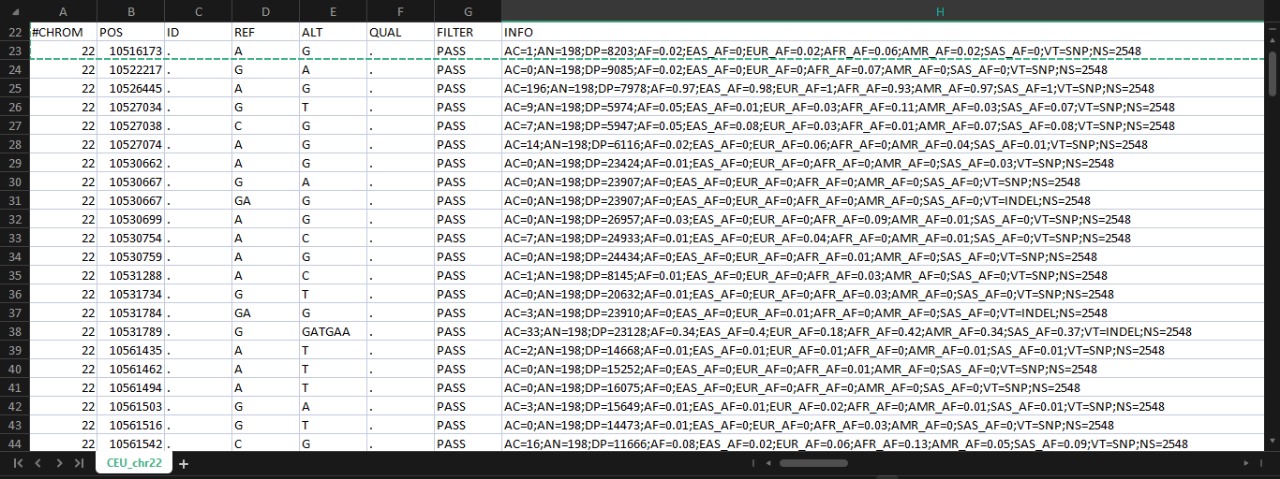 A B C D E F G H
22 #CHROM POS ID REF ALT QUAL FILTER INFO
23 22 10516173 . A G . PASS AC=1;AN=198;DP=8203;AF=0.02;EAS_AF=0;EUR_AF=0.02;AFR_AF=0.06;AMR_AF=0.02;SAS_AF=0;VT=SNP;NS=2548
24 22 10522217 . G A . PASS AC=0;AN=198;DP=9085;AF=0.02;EAS_AF=0;EUR_AF=0;AFR_AF=0.07;AMR_AF=0;SAS_AF=0;VT=SNP;NS=2548
25 22 10526445 . A G . PASS AC=196;AN=198;DP=7978;AF=0.97;EAS_AF=0.98;EUR_AF=1;AFR_AF=0.93;AMR_AF=0.97;SAS_AF=1;VT=SNP;NS=2548
26 22 10527034 . G T . PASS AC=9;AN=198;DP=5974;AF=0.05;EAS_AF=0.01;EUR_AF=0.03;AFR_AF=0.11;AMR_AF=0.03;SAS_AF=0.07;VT=SNP;NS=2548
27 22 10527038 . C G . PASS AC=7;AN=198;DP=5947;AF=0.05;EAS_AF=0.08;EUR_AF=0.03;AFR_AF=0.01;AMR_AF=0.07;SAS_AF=0.08;VT=SNP;NS=2548
28 22 10527074 . A G . PASS AC=14;AN=198;DP=6116;AF=0.02;EAS_AF=0;EUR_AF=0.06;AFR_AF=0;AMR_AF=0.04;SAS_AF=0.01;VT=SNP;NS=2548
29 22 10530662 . A G . PASS AC=0;AN=198;DP=23424;AF=0.01;EAS_AF=0;EUR_AF=0;AFR_AF=0;AMR_AF=0;SAS_AF=0.03;VT=SNP;NS=2548
30 22 10530667 . G A . PASS AC=0;AN=198;DP=23907;AF=0;EAS_AF=0;EUR_AF=0;AFR_AF=0;AMR_AF=0;SAS_AF=0;VT=SNP;NS=2548
31 22 10530667 . GA G . PASS AC=0;AN=198;DP=23907;AF=0;EAS_AF=0;EUR_AF=0;AFR_AF=0;AMR_AF=0;SAS_AF=0;VT=INDEL;NS=2548
32 22 10530699 . A G . PASS AC=0;AN=198;DP=26957;AF=0.03;EAS_AF=0;EUR_AF=0;AFR_AF=0.09;AMR_AF=0.01;SAS_AF=0;VT=SNP;NS=2548
33 22 10530754 . A C . PASS AC=7;AN=198;DP=24933;AF=0.01;EAS_AF=0;EUR_AF=0.04;AFR_AF=0;AMR_AF=0.01;SAS_AF=0;VT=SNP;NS=2548
34 22 10530759 . A G . PASS AC=0;AN=198;DP=24434;AF=0;EAS_AF=0;EUR_AF=0;AFR_AF=0.01;AMR_AF=0;SAS_AF=0;VT=SNP;NS=2548
35 22 10531288 . A C . PASS AC=1;AN=198;DP=8145;AF=0.01;EAS_AF=0;EUR_AF=0;AFR_AF=0.03;AMR_AF=0;SAS_AF=0;VT=SNP;NS=2548
36 22 10531734 . G T . PASS AC=0;AN=198;DP=20632;AF=0.01;EAS_AF=0;EUR_AF=0;AFR_AF=0.03;AMR_AF=0;SAS_AF=0;VT=SNP;NS=2548
37 22 10531784 . GA G . PASS AC=3;AN=198;DP=23910;AF=0;EAS_AF=0;EUR_AF=0.01;AFR_AF=0;AMR_AF=0;SAS_AF=0;VT=INDEL;NS=2548
38 22 10531789 . G GATGAA . PASS AC=33;AN=198;DP=23128;AF=0.34;EAS_AF=0.4;EUR_AF=0.18;AFR_AF=0.42;AMR_AF=0.34;SAS_AF=0.37;VT=INDEL;NS=2548
39 22 10561435 . A T . PASS AC=2;AN=198;DP=14668;AF=0.01;EAS_AF=0.01;EUR_AF=0.01;AFR_AF=0;AMR_AF=0.01;SAS_AF=0.01;VT=SNP;NS=2548
40 22 10561462 . A T . PASS AC=0;AN=198;DP=15252;AF=0;EAS_AF=0;EUR_AF=0;AFR_AF=0.01;AMR_AF=0;SAS_AF=0;VT=SNP;NS=2548
41 22 10561494 . A T . PASS AC=0;AN=198;DP=16075;AF=0;EAS_AF=0;EUR_AF=0;AFR_AF=0;AMR_AF=0;SAS_AF=0;VT=SNP;NS=2548
42 22 10561503 . G A . PASS AC=3;AN=198;DP=15649;AF=0.01;EAS_AF=0.01;EUR_AF=0.02;AFR_AF=0;AMR_AF=0.01;SAS_AF=0.01;VT=SNP;NS=2548
43 22 10561516 . G T . PASS AC=0;AN=198;DP=14473;AF=0.01;EAS_AF=0;EUR_AF=0;AFR_AF=0.03;AMR_AF=0;SAS_AF=0;VT=SNP;NS=2548
44 22 10561542 . C G . PASS AC=16;AN=198;DP=11666;AF=0.08;EAS_AF=0.02;EUR_AF=0.06;AFR_AF=0.13;AMR_AF=0.05;SAS_AF=0.09;VT=SNP;NS=2548
CEU_chr22